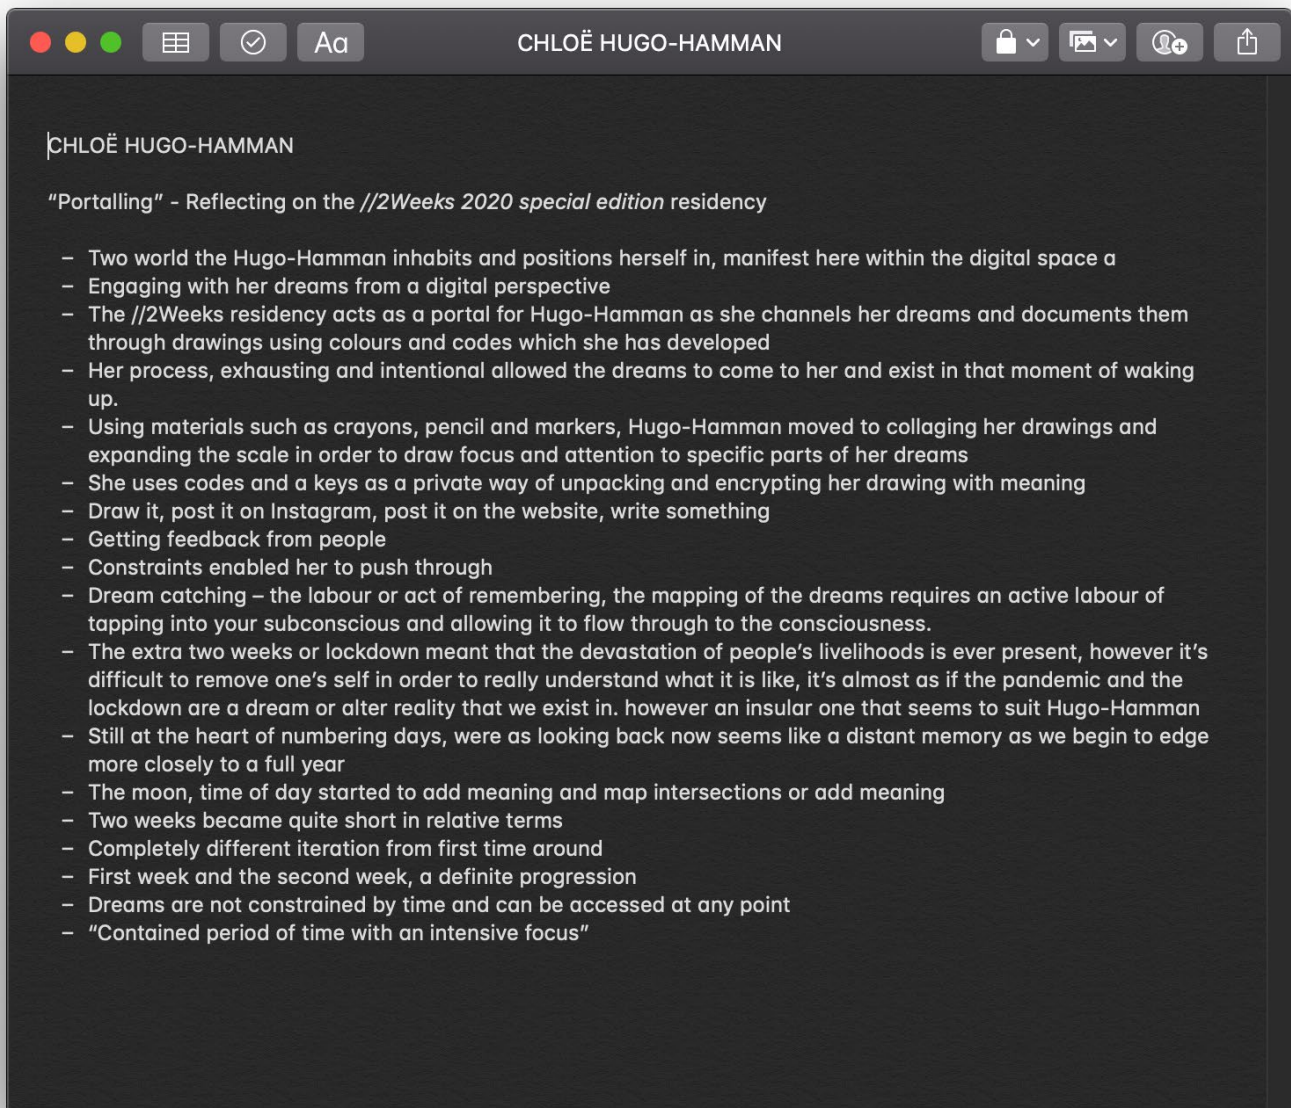 Aa
CHLOË HUGO-HAMMAN
CHLOË HUGO-HAMMAN
“Portalling” - Reflecting on the //2Weeks 2020 special edition residency
– Two world the Hugo-Hamman inhabits and positions herself in, manifest here within the digital space a
– Engaging with her dreams from a digital perspective
– The //2Weeks residency acts as a portal for Hugo-Hamman as she channels her dreams and documents them
through drawings using colours and codes which she has developed
– Her process, exhausting and intentional allowed the dreams to come to her and exist in that moment of waking
up.
– Using materials such as crayons, pencil and markers, Hugo-Hamman moved to collaging her drawings and
expanding the scale in order to draw focus and attention to specific parts of her dreams
– She uses codes and a keys as a private way of unpacking and encrypting her drawing with meaning
– Draw it, post it on Instagram, post it on the website, write something
– Getting feedback from people
– Constraints enabled her to push through
– Dream catching – the labour or act of remembering, the mapping of the dreams requires an active labour of
tapping into your subconscious and allowing it to flow through to the consciousness.
– The extra two weeks or lockdown meant that the devastation of people’s livelihoods is ever present, however it’s
difficult to remove one’s self in order to really understand what it is like, it’s almost as if the pandemic and the
lockdown are a dream or alter reality that we exist in. however an insular one that seems to suit Hugo-Hamman
– Still at the heart of numbering days, were as looking back now seems like a distant memory as we begin to edge
more closely to a full year
– The moon, time of day started to add meaning and map intersections or add meaning
– Two weeks became quite short in relative terms
– Completely different iteration from first time around
– First week and the second week, a definite progression
– Dreams are not constrained by time and can be accessed at any point
– “Contained period of time with an intensive focus”